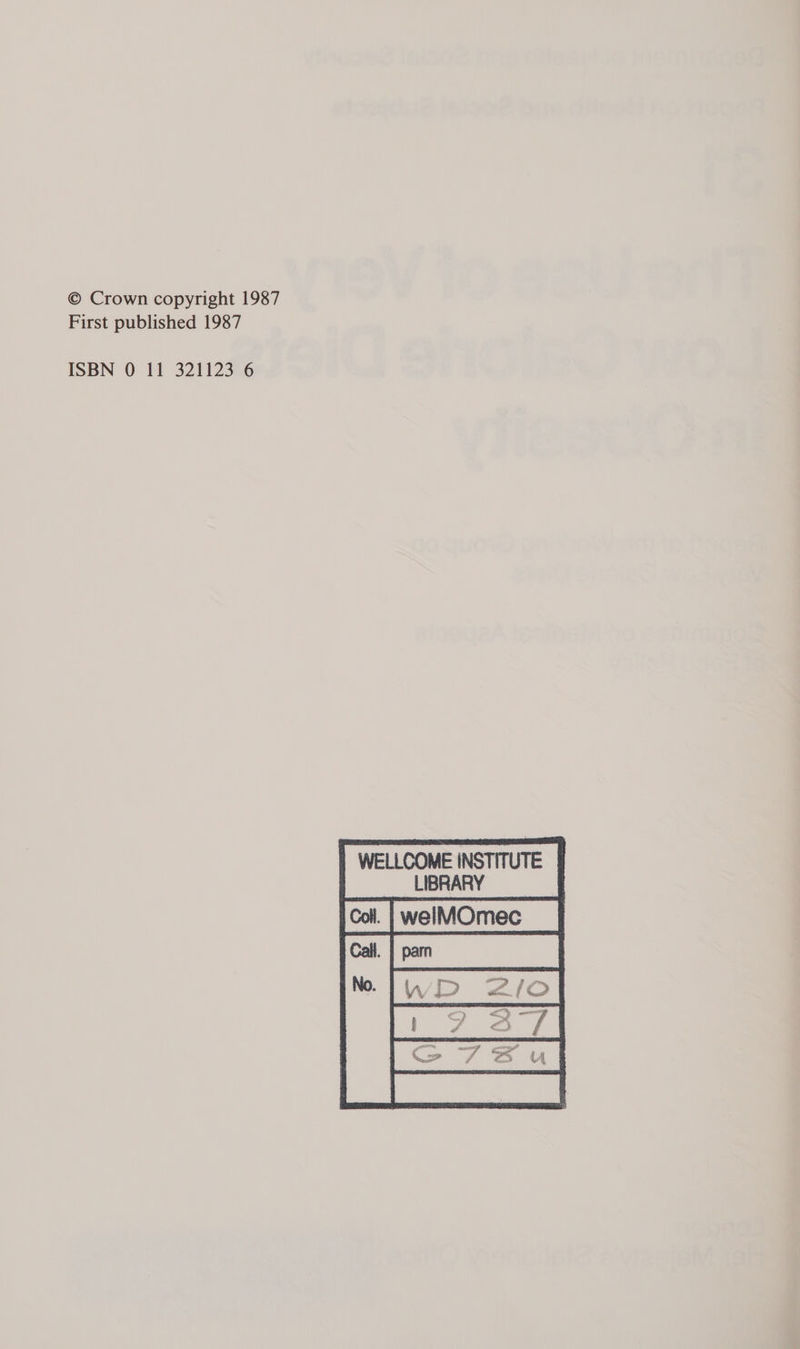 © Crown copyright 1987
First published 1987
ISBN 0 11 321123 6
WELLCOME INSTITUTE
LIBRARY
Coll. welMOmec
Call. pam
No. WD 210
1987
G78u